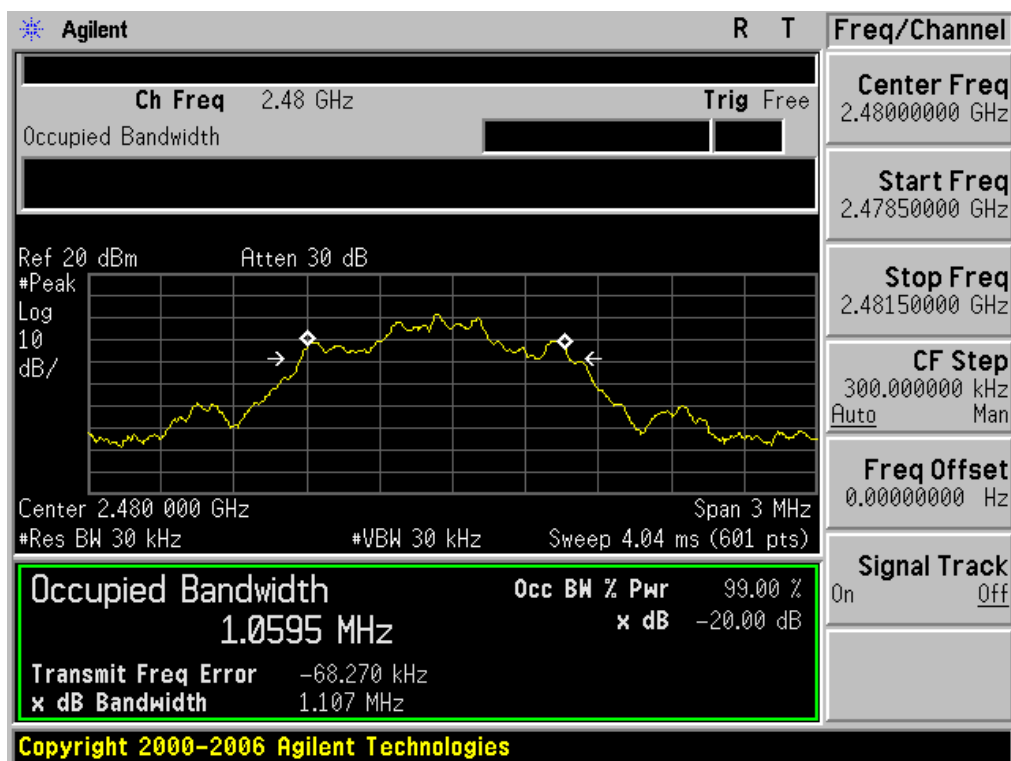 Agilent R T Freq/Channel
Ch Freq 2.48 GHz Trig Free
Occupied Bandwidth
Center Freq
2.48000000 GHz
Start Freq
2.47850000 GHz
Stop Freq
2.48150000 GHz
CF Step
300.000000 kHz
Auto Man
Freq Offset
0.00000000 Hz
Signal Track
On Off
Ref 20 dBm Atten 30 dB
#Peak
Log
10
dB/
Center 2.480 000 GHz Span 3 MHz
#Res BW 30 kHz #VBW 30 kHz Sweep 4.04 ms (601 pts)
Occupied Bandwidth Occ BW % Pwr 99.00 %
1.0595 MHz x dB -20.00 dB
Transmit Freq Error -68.270 kHz
x dB Bandwidth 1.107 MHz
Copyright 2000-2006 Agilent Technologies